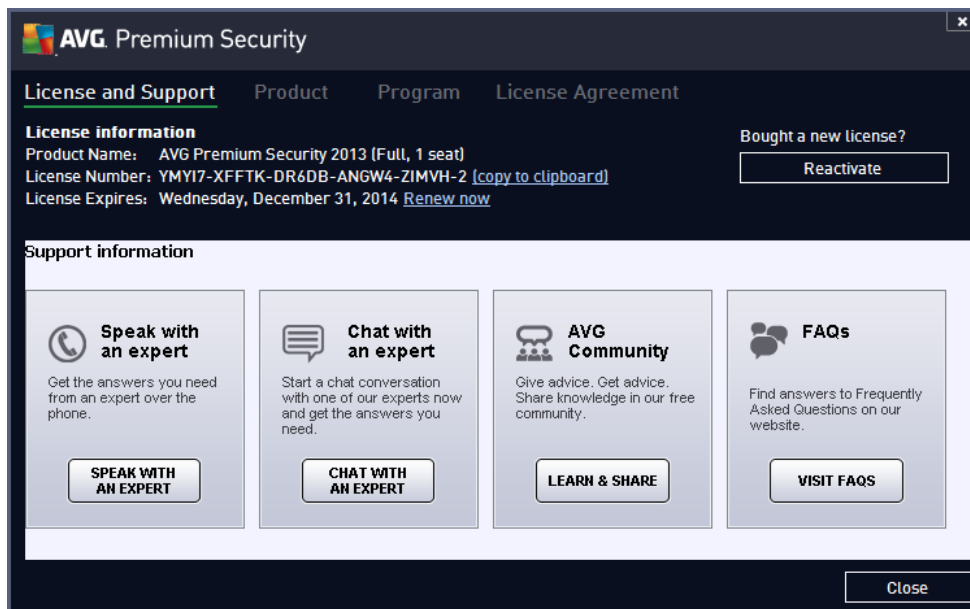 AVG. Premium Security
License and Support Product Program License Agreement
License information
Product Name: AVG Premium Security 2013 (Full, 1 seat)
License Number: YMYI7-XFFTK-DR6DB-ANGW4-ZIMVH-2 (copy to clipboard)
License Expires: Wednesday, December 31, 2014 Renew now
Bought a new license?
Reactivate
Support information
Speak with
an expert
Get the answers you need
from an expert over the
phone.
SPEAK WITH
AN EXPERT
Chat with
an expert
Start a chat conversation
with one of our experts now
and get the answers you
need.
CHAT WITH
AN EXPERT
AVG
Community
Give advice. Get advice.
Share knowledge in our free
community.
LEARN & SHARE
FAQs
Find answers to Frequently
Asked Questions on our
website.
VISIT FAQS
Close